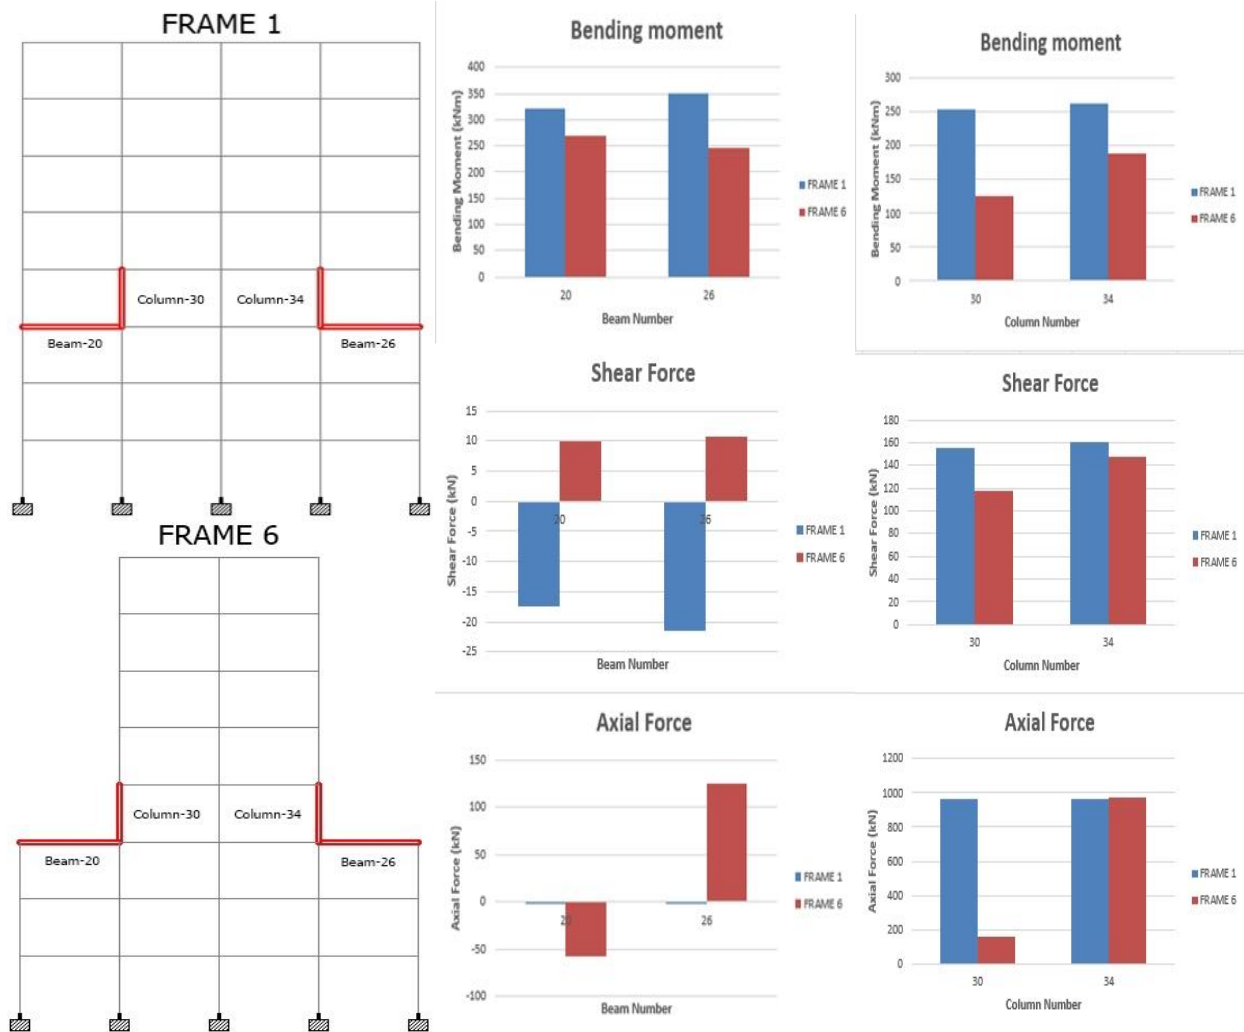 FRAME 1
Column-30
Column-34
Beam-20
Beam-26
FRAME 6
Column-30
Column-34
Beam-20
Beam-26
Bending moment
Bending Moment (kNm)
400
350
300
250
200
150
100
50
0
20
26
Beam Number
FRAME 1
FRAME 6
Bending moment
Bending Moment (kNm)
300
250
200
150
100
50
0
30
34
Column Number
FRAME 1
FRAME 6
Shear Force
Shear Force (kN)
15
10
5
0
-5
-10
-15
-20
-25
20
26
Beam Number
FRAME 1
FRAME 6
Shear Force
Shear Force (kN)
180
160
140
120
100
80
60
40
20
0
30
34
Column Number
FRAME 1
FRAME 6
Axial Force
Axial Force (kN)
150
100
50
0
-50
-100
20
26
Beam Number
FRAME 1
FRAME 6
Axial Force
Axial Force (kN)
1200
1000
800
600
400
200
0
30
34
Column Number
FRAME 1
FRAME 6